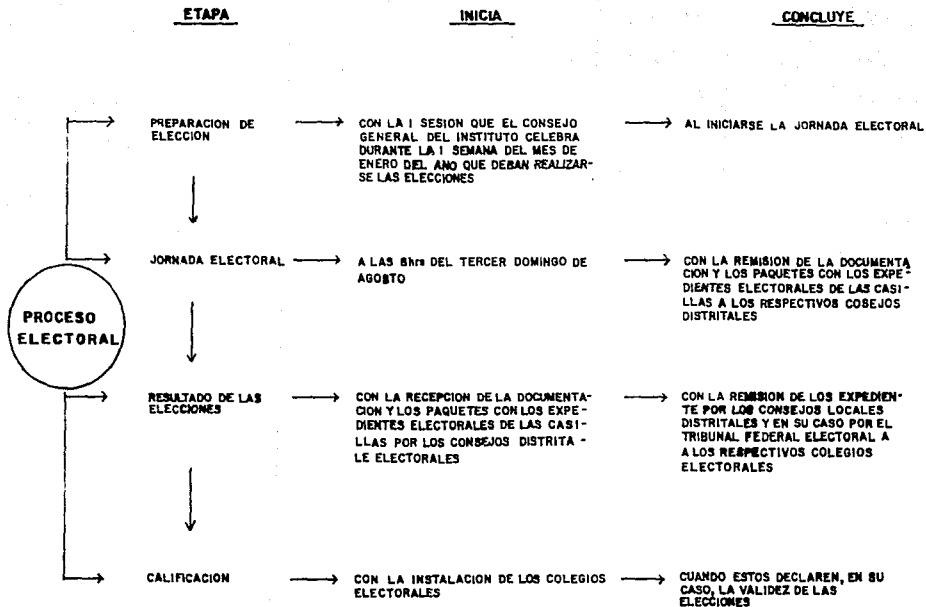 ETAPA
INICIA
CONCLUYE
PREPARACION DE
ELECCION
CON LA I SESION QUE EL CONSEJO
GENERAL DEL INSTITUTO CELEBRA
DURANTE LA I SEMANA DEL MES DE
ENERO DEL ANO QUE DEBAN REALIZAR-
SE LAS ELECCIONES
AL INICIARSE LA JORNADA ELECTORAL
JORNADA ELECTORAL
A LAS 8hrs DEL TERCER DOMINGO DE
AGOSTO
CON LA REMISION DE LA DOCUMENTA
CION Y LOS PAQUETES CON LOS EXPE-
DIENTES ELECTORALES DE LAS CASI-
LLAS A LOS RESPECTIVOS COSEJOS
DISTRITALES
PROCESO
ELECTORAL
RESULTADO DE LAS
ELECCIONES
CON LA RECEPCION DE LA DOCUMENTA-
CION Y LOS PAQUETES CON LOS EXPE-
DIENTES ELECTORALES DE LAS CASI-
LLAS POR LOS CONSEJOS DISTRITA-
LE ELECTORALES
CON LA REMISION DE LOS EXPEDIEN-
TE POR LOS CONSEJOS LOCALES
DISTRITALES Y EN SU CASO POR EL
TRIBUNAL FEDERAL ELECTORAL A
A LOS RESPECTIVOS COLEGIOS
ELECTORALES
CALIFICACION
CON LA INSTALACION DE LOS COLEGIOS
ELECTORALES
CUANDO ESTOS DECLAREN, EN SU
CASO, LA VALIDEZ DE LAS
ELECCIONES